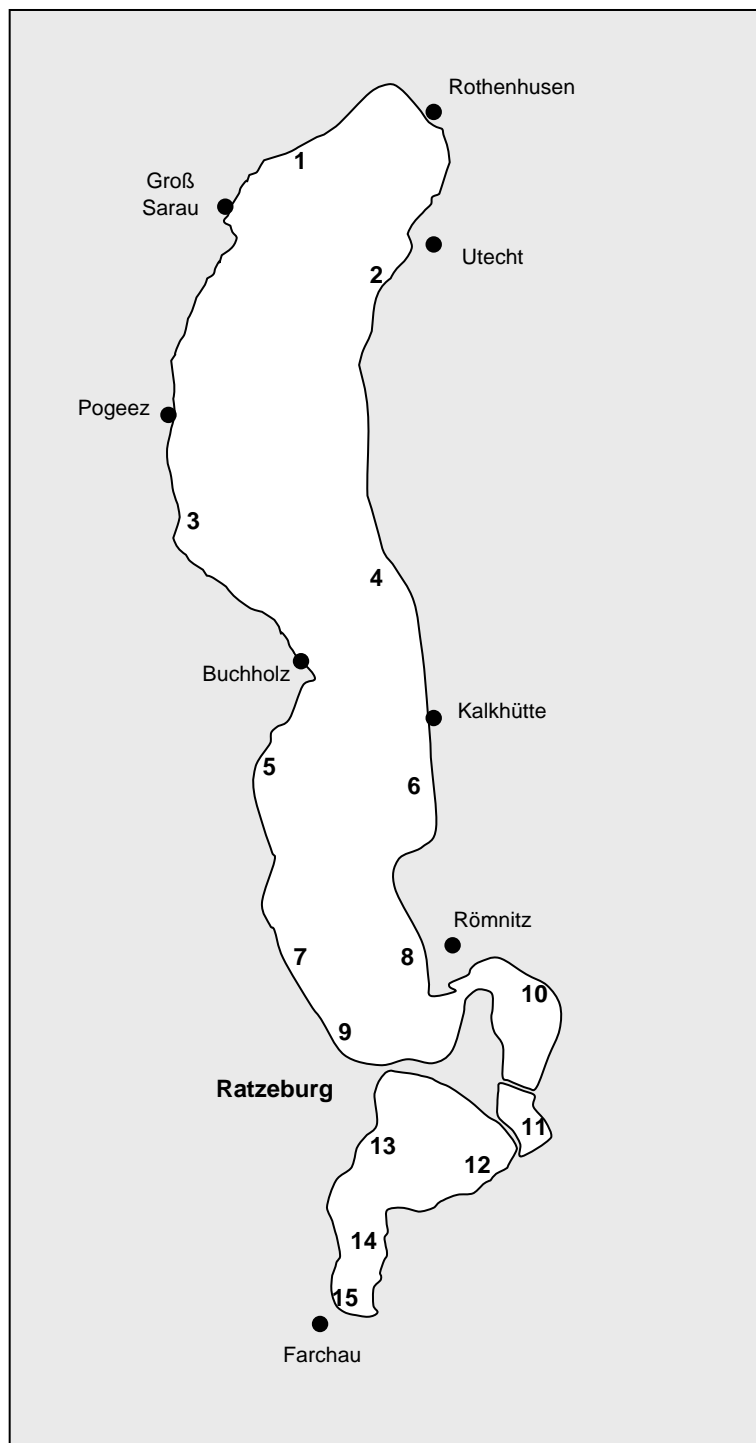 Rothenhusen
1
Groß
Sarau
Utecht
2
Pogeez
3
4
Buchholz
Kalkhütte
5
6
Römnitz
7
8
10
9
Ratzeburg
11
13
12
14
15
Farchau